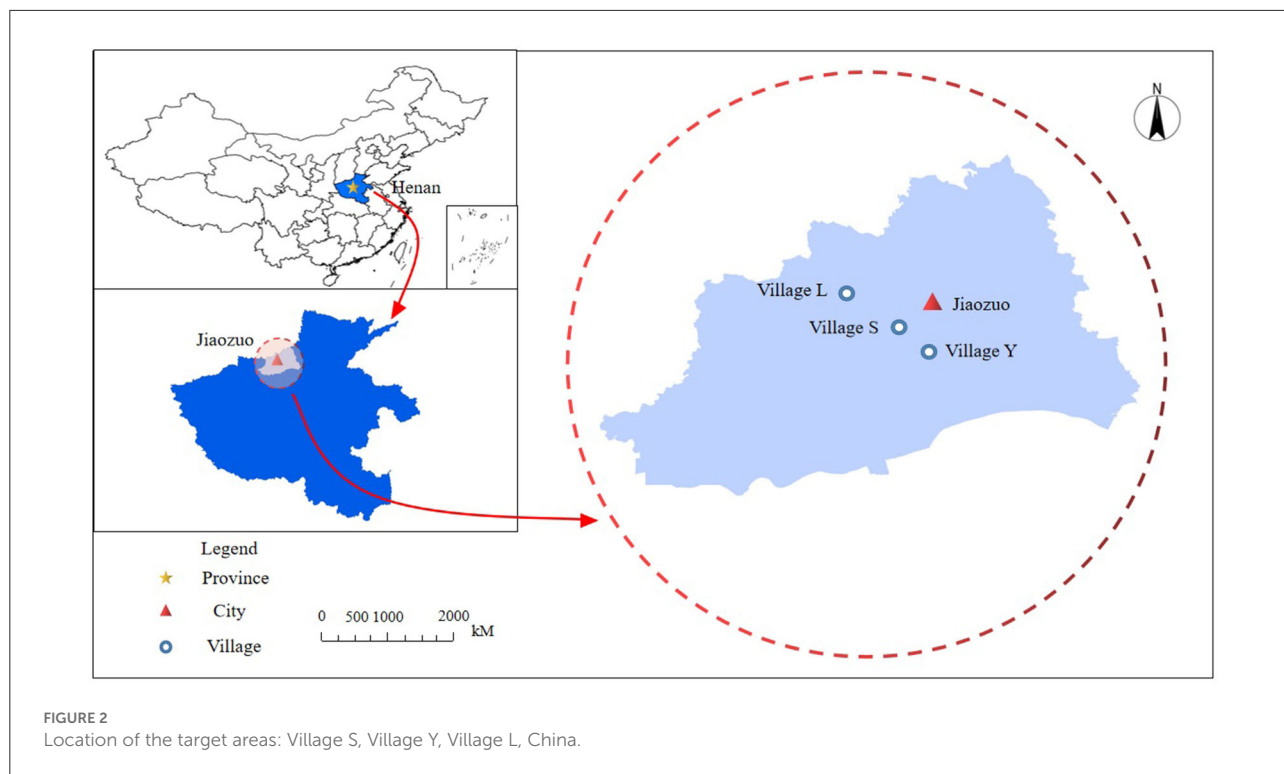 Henan
Jiaozuo
N
Village L
Jiaozuo
Village S
Village Y
Legend
Province
City
Village
0 500 1000 2000
kM
FIGURE 2
Location of the target areas: Village S, Village Y, Village L, China.